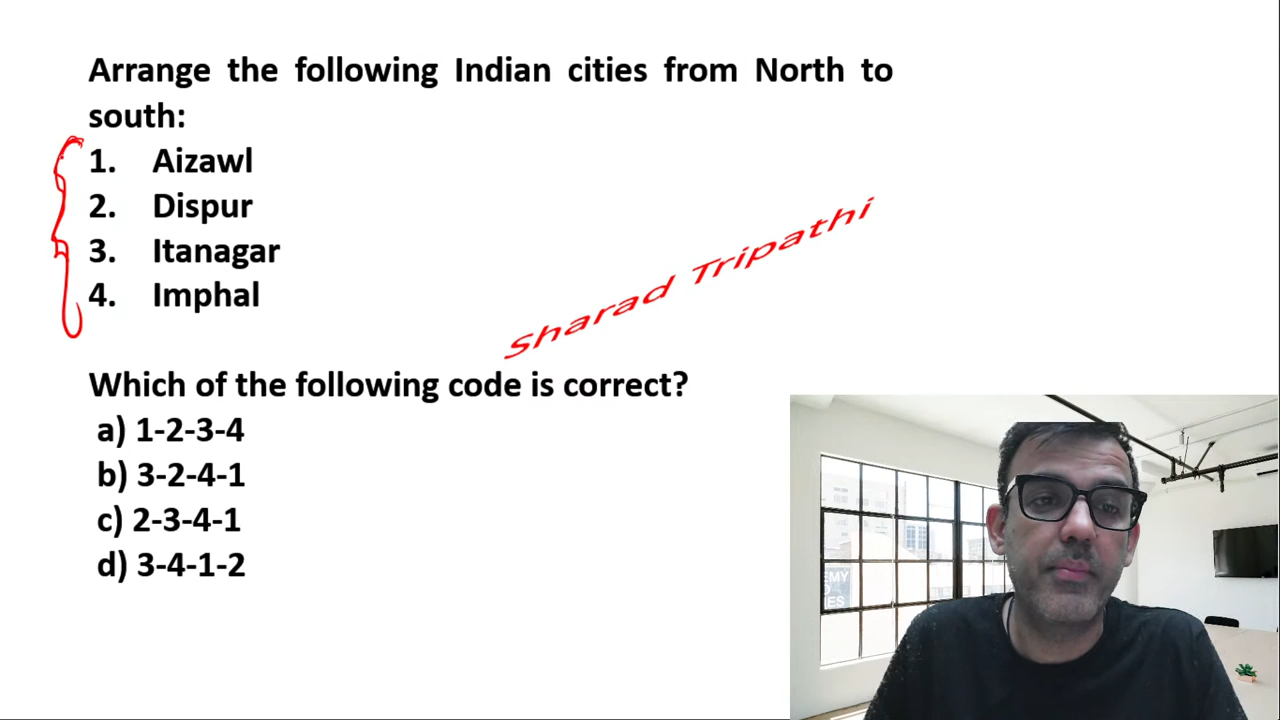 Arrange the following Indian cities from North to
south:
1. Aizawl
2. Dispur
3. Itanagar
4. Imphal
Sharad Tripathi
Which of the following code is correct?
a) 1-2-3-4
b) 3-2-4-1
c) 2-3-4-1
d) 3-4-1-2